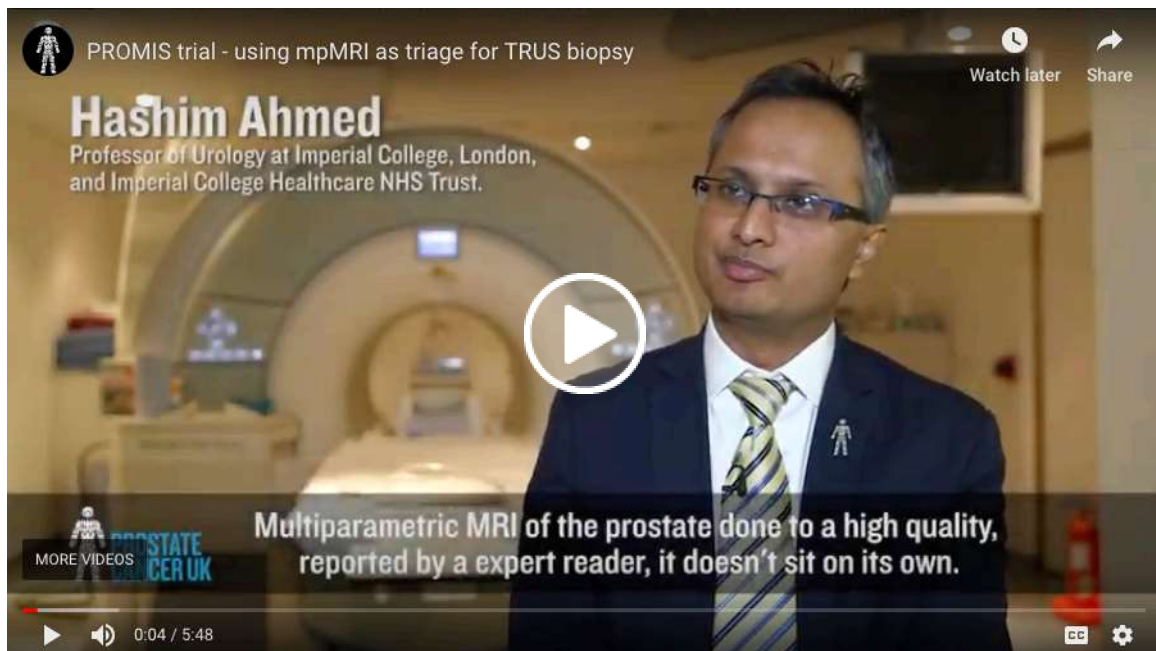 PROMIS trial - using mpMRI as triage for TRUS biopsy
Watch later
Share
Hashim Ahmed
Professor of Urology at Imperial College, London,
and Imperial College Healthcare NHS Trust.
Multiparametric MRI of the prostate done to a high quality,
reported by a expert reader, it doesn't sit on its own.
PROSTATE
CANCER UK
MORE VIDEOS
0:04 / 5:48
CC